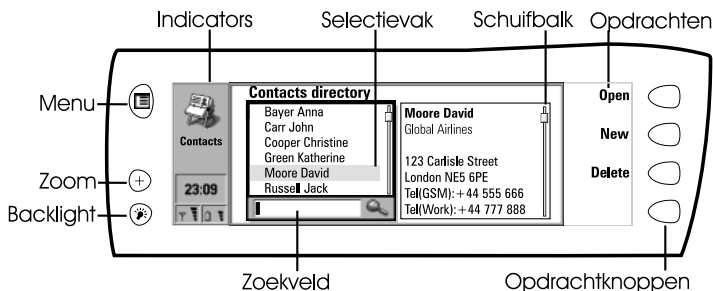 Indicators
Selectievak
Schuifbalk
Opdrachten
Menu
Zoom
Backlight
Contacts
23:09
Contacts directory
Bayer Anna
Carr John
Cooper Christine
Green Katherine
Moore David
Russell Jack
Moore David
Global Airlines
123 Carlisle Street
London NE5 6PE
Tel(GSM):+44 555 666
Tel(Work):+44 777 888
Open
New
Delete
Zoekveld
Opdrachtknoppen